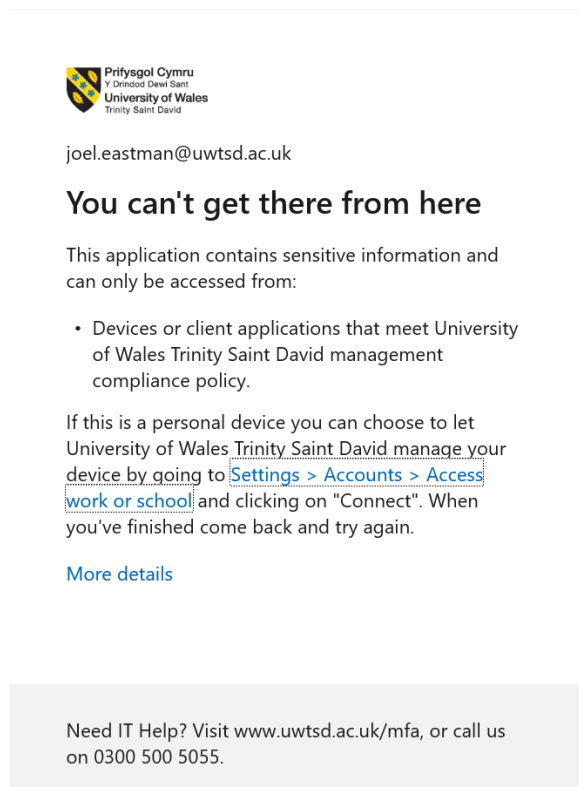 Prifysgol Cymru
Y Drindod Dewi Sant
University of Wales
Trinity Saint David
joel.eastman@uwtsd.ac.uk
You can't get there from here
This application contains sensitive information and
can only be accessed from:
• Devices or client applications that meet University
of Wales Trinity Saint David management
compliance policy.
If this is a personal device you can choose to let
University of Wales Trinity Saint David manage your
device by going to Settings > Accounts > Access
work or school and clicking on "Connect". When
you've finished come back and try again.
More details
Need IT Help? Visit www.uwtsd.ac.uk/mfa, or call us
on 0300 500 5055.